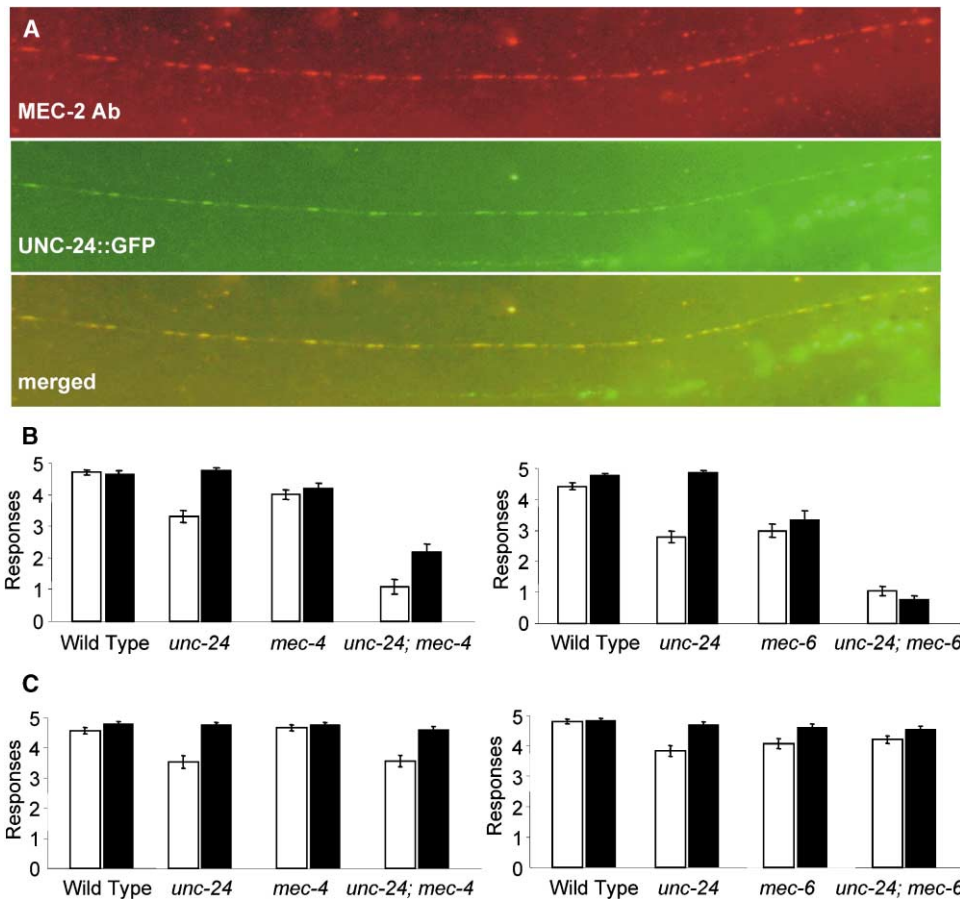 A
MEC-2 Ab
UNC-24::GFP
merged
B
5
4
3
2
1
0
Responses
Wild Type unc-24 mec-4 unc-24; mec-4
5
4
3
2
1
0
Responses
Wild Type unc-24 mec-6 unc-24; mec-6
C
5
4
3
2
1
0
Responses
Wild Type unc-24 mec-4 unc-24; mec-4
5
4
3
2
1
0
Responses
Wild Type unc-24 mec-6 unc-24; mec-6